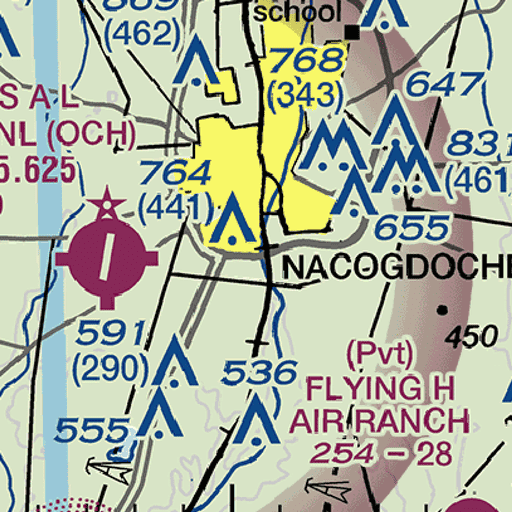 869
(462)
school
768
(343)
647
S A L
NL (OCH)
5.625
764
(441)
831
(461
655
NACOGDOCHE
591
(290)
536
450
(Pvt)
FLYING H
AIR RANCH
254 – 28
555